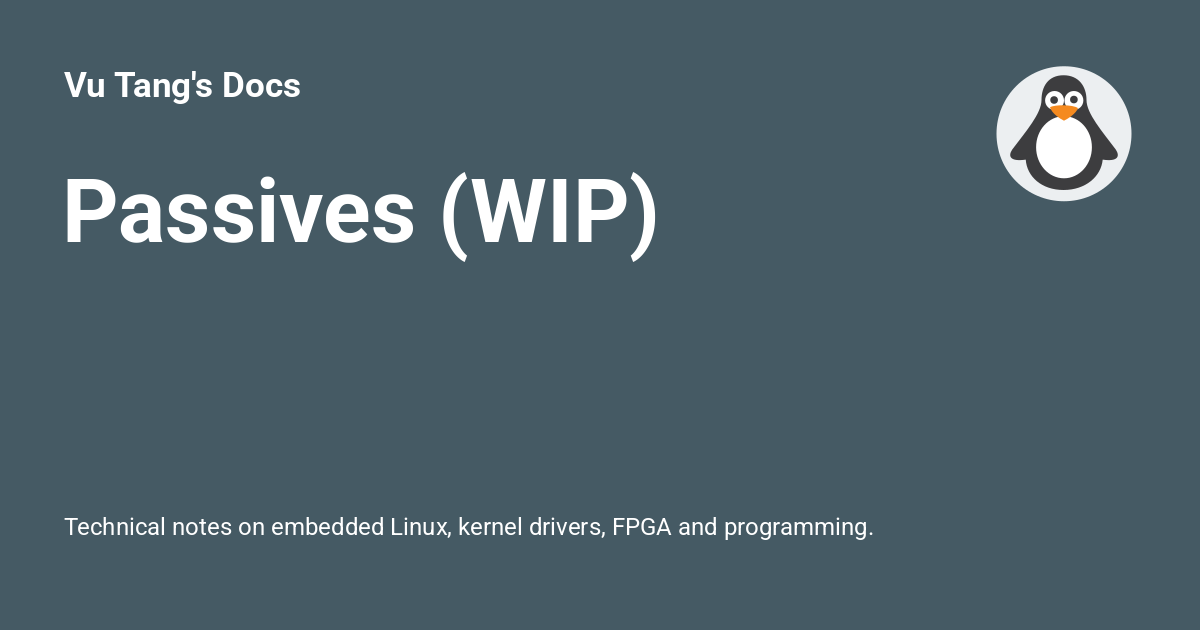 Vu Tang's Docs
Passives (WIP)
Technical notes on embedded Linux, kernel drivers, FPGA and programming.